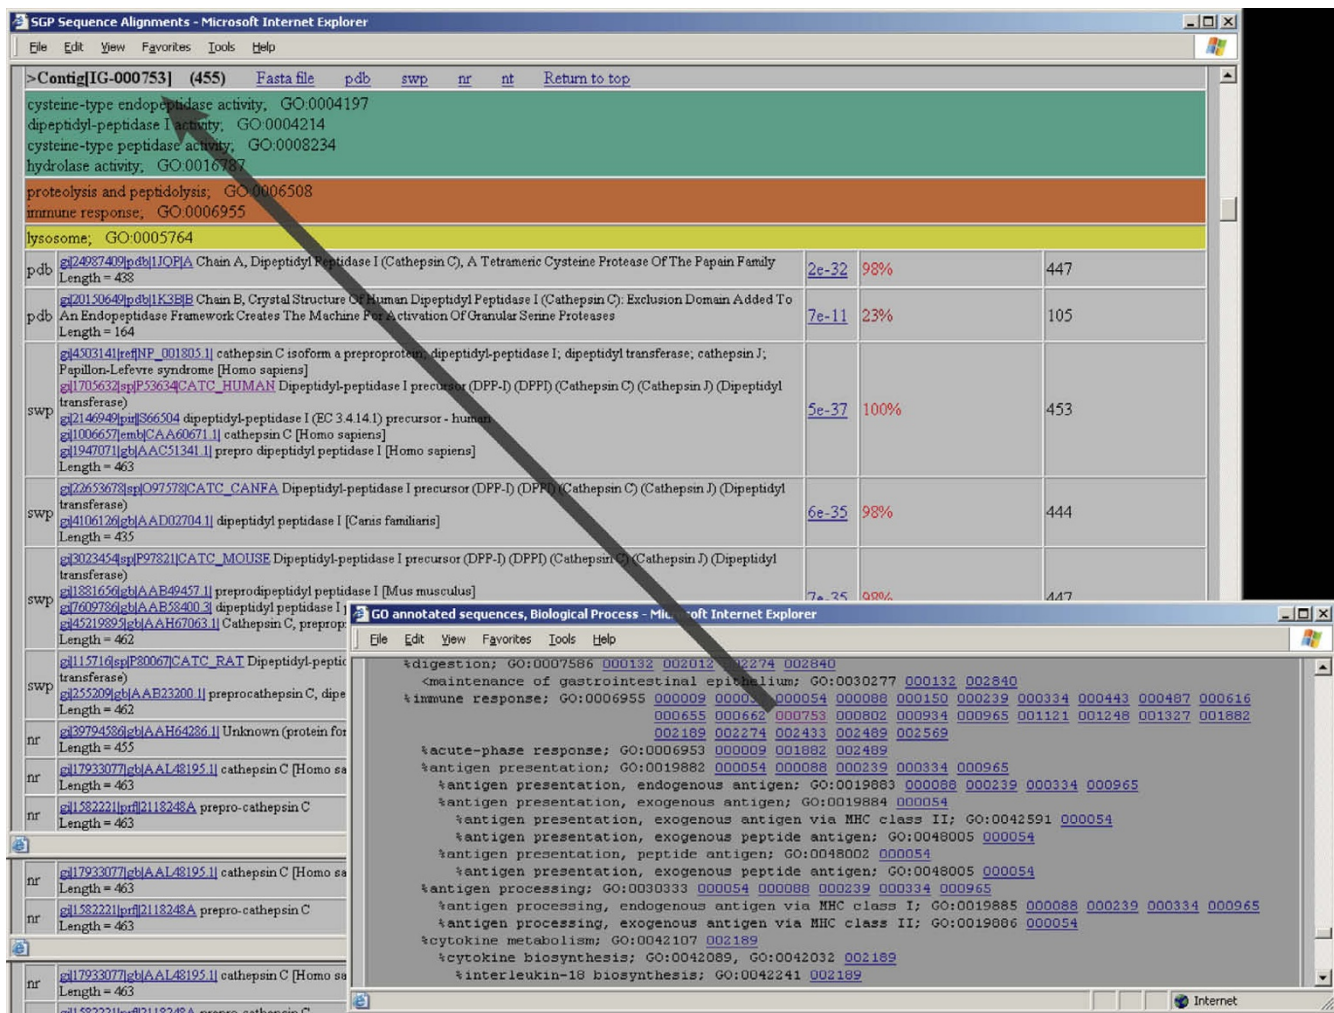 SGP Sequence Alignments - Microsoft Internet Explorer
File Edit View Favorites Tools Help
>Contig[IG-000753] (455) Fasta file pdb swp nr nt Return to top
cysteine-type endopeptidase activity; GO:0004197
dipeptidyl-peptidase I activity; GO:0004214
cysteine-type peptidase activity; GO:0008234
hydrolase activity; GO:0016787
proteolysis and peptidolysis; GO:0006508
immune response; GO:0006955
lysosome; GO:0005764
pdb gi|24987409|pdb|1JQP|A Chain A, Dipeptidyl Peptidase I (Cathepsin C), A Tetrameric Cysteine Protease Of The Papain Family 2e-32 98% 447
Length = 438
gi|20150649|pdb|1K3B|B Chain B, Crystal Structure Of Human Dipeptidyl Peptidase I (Cathepsin C): Exclusion Domain Added To
pdb An Endopeptidase Framework Creates The Machine For Activation Of Granular Serine Proteases 7e-11 23% 105
Length = 164
gi|4503141|ref|NP_001805.1| cathepsin C isoform a preproprotein; dipeptidyl-peptidase I; dipeptidyl transferase; cathepsin J;
Papillon-Lefevre syndrome [Homo sapiens]
gi|1705632|sp|P53634|CATC_HUMAN Dipeptidyl-peptidase I precursor (DPP-I) (DPPI) (Cathepsin C) (Cathepsin J) (Dipeptidyl
transferase)
swp gi|2146949|pir||S66504 dipeptidyl-peptidase I (EC 3.4.14.1) precursor - human 5e-37 100% 453
gi|1006657|emb|CAA60671.1| cathepsin C [Homo sapiens]
gi|1947071|gb|AAC51341.1| prepro dipeptidyl peptidase I [Homo sapiens]
Length = 463
gi|22653678|sp|O97578|CATC_CANFA Dipeptidyl-peptidase I precursor (DPP-I) (DPPI) (Cathepsin C) (Cathepsin J) (Dipeptidyl
transferase)
swp gi|4106126|gb|AAD02704.1| dipeptidyl peptidase I [Canis familiaris] 6e-35 98% 444
Length = 435
gi|3023454|sp|P97821|CATC_MOUSE Dipeptidyl-peptidase I precursor (DPP-I) (DPPI) (Cathepsin C) (Cathepsin J) (Dipeptidyl
transferase)
gi|1881656|gb|AAB49457.1| preprodipeptidyl peptidase I [Mus musculus]
swp gi|7609786|gb|AAB58400.3| dipeptidyl peptidase I 7e-35 98% 447
gi|45219895|gb|AAH67063.1| Cathepsin C, preprop
Length = 462
gi|115716|sp|P80067|CATC_RAT Dipeptidyl-peptic
transferase)
swp gi|255209|gb|AAB23200.1| preprocathepsin C, dipe
Length = 462
nr gi|39794586|gb|AAH64286.1| Unknown (protein for
Length = 455
nr gi|17933077|gb|AAL48195.1| cathepsin C [Homo sa
Length = 463
nr gi|1582221|prf||2118248A prepro-cathepsin C
Length = 463
nr gi|17933077|gb|AAL48195.1| cathepsin C [Homo sa
Length = 463
nr gi|1582221|prf||2118248A prepro-cathepsin C
Length = 463
nr gi|17933077|gb|AAL48195.1| cathepsin C [Homo sa
Length = 463
gi|1582221|prf||2118248A prepro-cathepsin C
GO annotated sequences, Biological Process - Microsoft Internet Explorer
File Edit View Favorites Tools Help
%digestion; GO:0007586 000132 002012 002274 002840
<maintenance of gastrointestinal epithelium; GO:0030277 000132 002840
%immune response; GO:0006955 000009 000054 000088 000150 000239 000334 000443 000487 000616
000655 000662 000753 000802 000934 000965 001121 001248 001327 001882
002189 002274 002433 002489 002569
%acute-phase response; GO:0006953 000009 001882 002489
%antigen presentation; GO:0019882 000054 000088 000239 000334 000965
%antigen presentation, endogenous antigen; GO:0019883 000088 000239 000334 000965
%antigen presentation, exogenous antigen; GO:0019884 000054
%antigen presentation, exogenous antigen via MHC class II; GO:0042591 000054
%antigen presentation, exogenous peptide antigen; GO:0048005 000054
%antigen presentation, peptide antigen; GO:0048002 000054
%antigen presentation, exogenous peptide antigen; GO:0048005 000054
%antigen processing; GO:0030333 000054 000088 000239 000334 000965
%antigen processing, endogenous antigen via MHC class I; GO:0019885 000088 000239 000334 000965
%antigen processing, exogenous antigen via MHC class II; GO:0019886 000054
%cytokine metabolism; GO:0042107 002189
%cytokine biosynthesis; GO:0042089, GO:0042032 002189
%interleukin-18 biosynthesis; GO:0042241 002189
Internet